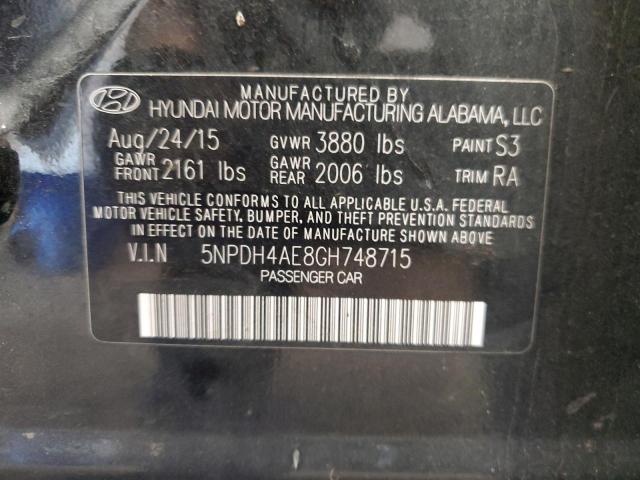 MANUFACTURED BY
HYUNDAI MOTOR MANUFACTURING ALABAMA, LLC
Aug/24/15 GVWR 3880 lbs PAINT S3
GAWR FRONT 2161 lbs GAWR REAR 2006 lbs TRIM RA
THIS VEHICLE CONFORMS TO ALL APPLICABLE U.S.A. FEDERAL
MOTOR VEHICLE SAFETY, BUMPER, AND THEFT PREVENTION STANDARDS
IN EFFECT ON THE DATE OF MANUFACTURE SHOWN ABOVE
V.I.N 5NPDH4AE8GH748715
PASSENGER CAR